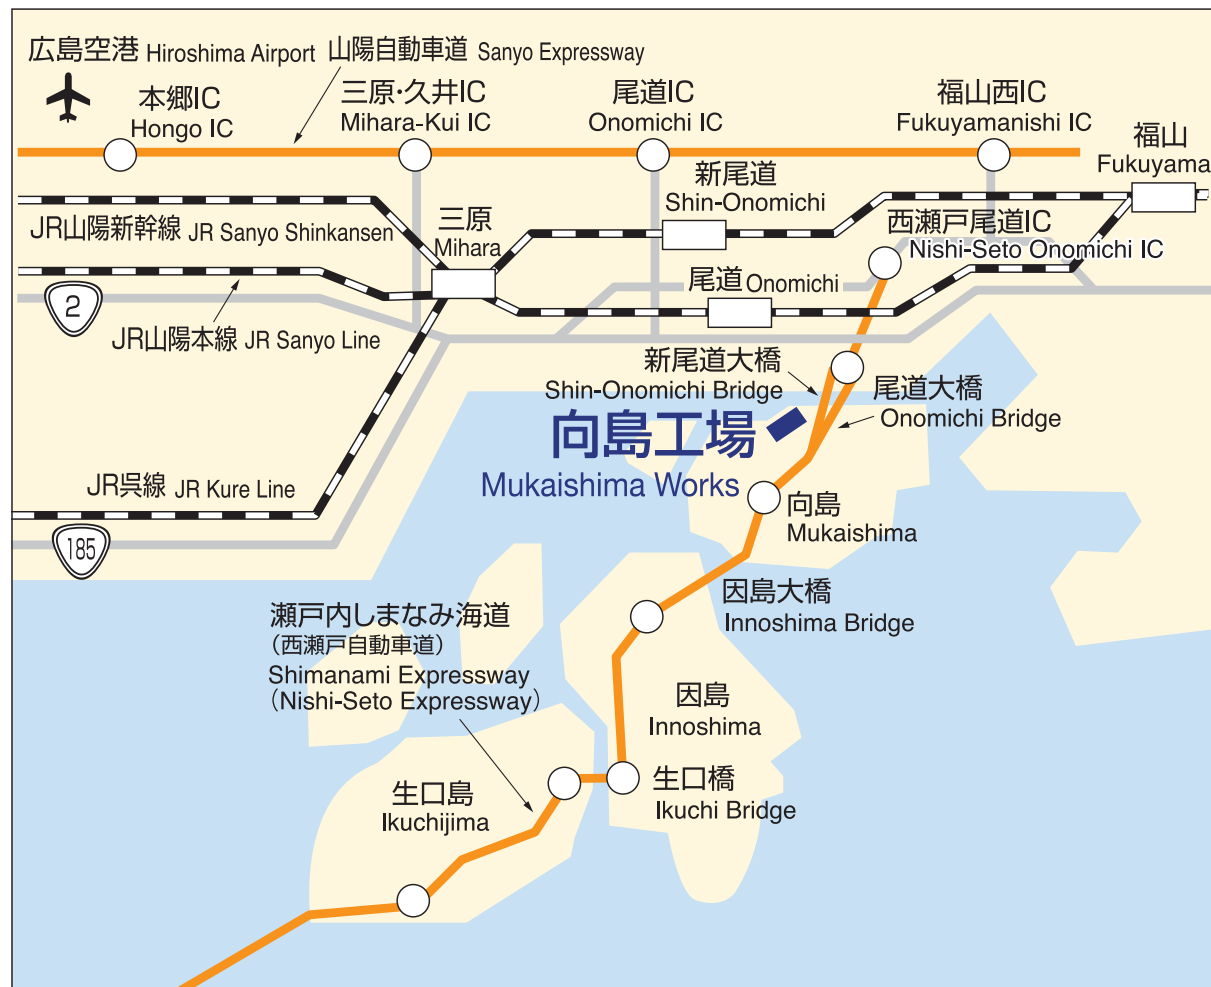 広島空港 Hiroshima Airport
山陽自動車道 Sanyo Expressway
本郷IC
Hongo IC
三原・久井IC
Mihara-Kui IC
尾道IC
Onomichi IC
福山西IC
Fukuyamanishi IC
福山
Fukuyama
新尾道
Shin-Onomichi
三原
Mihara
JR山陽新幹線 JR Sanyo Shinkansen
西瀬戸尾道IC
Nishi-Seto Onomichi IC
尾道 Onomichi
2
JR山陽本線 JR Sanyo Line
新尾道大橋
Shin-Onomichi Bridge
尾道大橋
Onomichi Bridge
向島工場
Mukaishima Works
JR呉線 JR Kure Line
185
向島
Mukaishima
因島大橋
Innoshima Bridge
瀬戸内しまなみ海道
（西瀬戸自動車道）
Shimanami Expressway
（Nishi-Seto Expressway）
因島
Innoshima
生口橋
Ikuchi Bridge
生口島
Ikuchijima